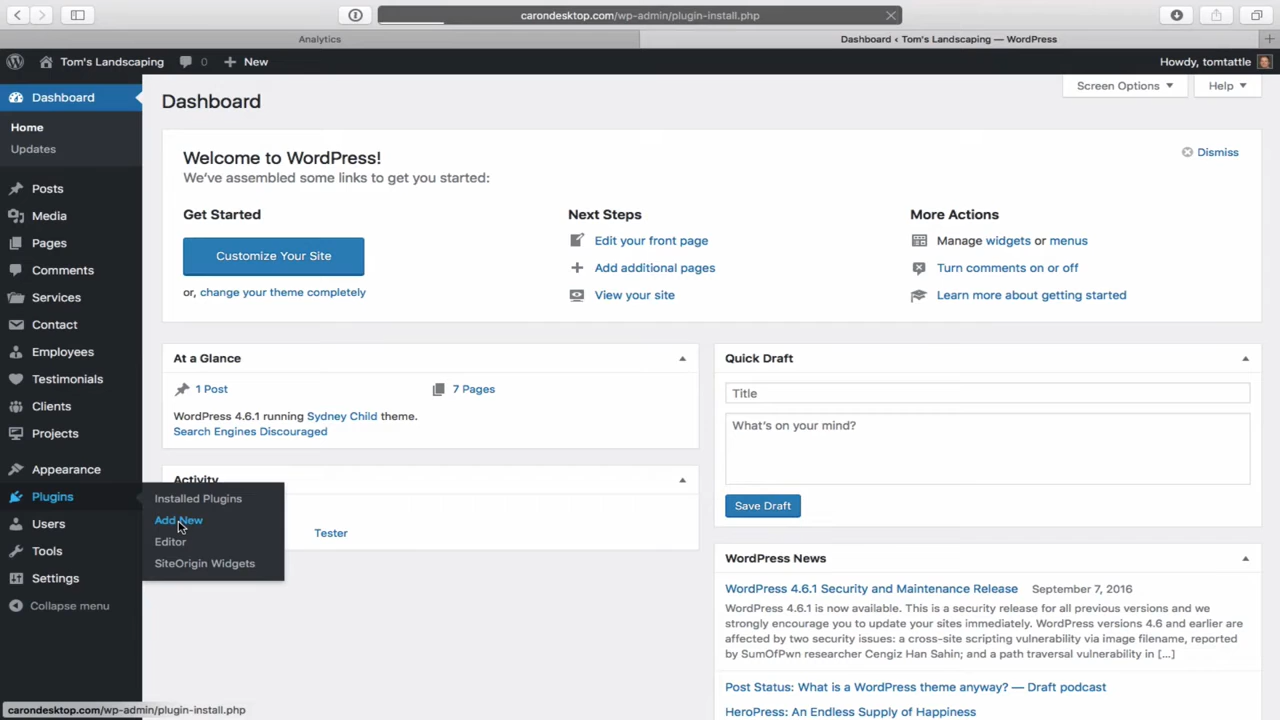 carondesktop.com/wp-admin/plugin-install.php
Analytics
Dashboard ‹ Tom's Landscaping — WordPress
Tom's Landscaping 0 New
Howdy, tomtattle
Dashboard
Home
Updates
Posts
Media
Pages
Comments
Services
Contact
Employees
Testimonials
Clients
Projects
Appearance
Plugins
Users
Tools
Settings
Collapse menu
Installed Plugins
Add New
Editor
SiteOrigin Widgets
Screen Options
Help
Dashboard
Welcome to WordPress!
Dismiss
We've assembled some links to get you started:
Get Started
Customize Your Site
or, change your theme completely
Next Steps
Edit your front page
Add additional pages
View your site
More Actions
Manage widgets or menus
Turn comments on or off
Learn more about getting started
At a Glance
1 Post
7 Pages
WordPress 4.6.1 running Sydney Child theme.
Search Engines Discouraged
Activity
Tester
Quick Draft
Title
What's on your mind?
Save Draft
WordPress News
WordPress 4.6.1 Security and Maintenance Release September 7, 2016
WordPress 4.6.1 is now available. This is a security release for all previous versions and we
strongly encourage you to update your sites immediately. WordPress versions 4.6 and earlier are
affected by two security issues: a cross-site scripting vulnerability via image filename, reported
by SumOfPwn researcher Cengiz Han Sahin; and a path traversal vulnerability in […]
Post Status: What is a WordPress theme anyway? — Draft podcast
HeroPress: An Endless Supply of Happiness
carondesktop.com/wp-admin/plugin-install.php